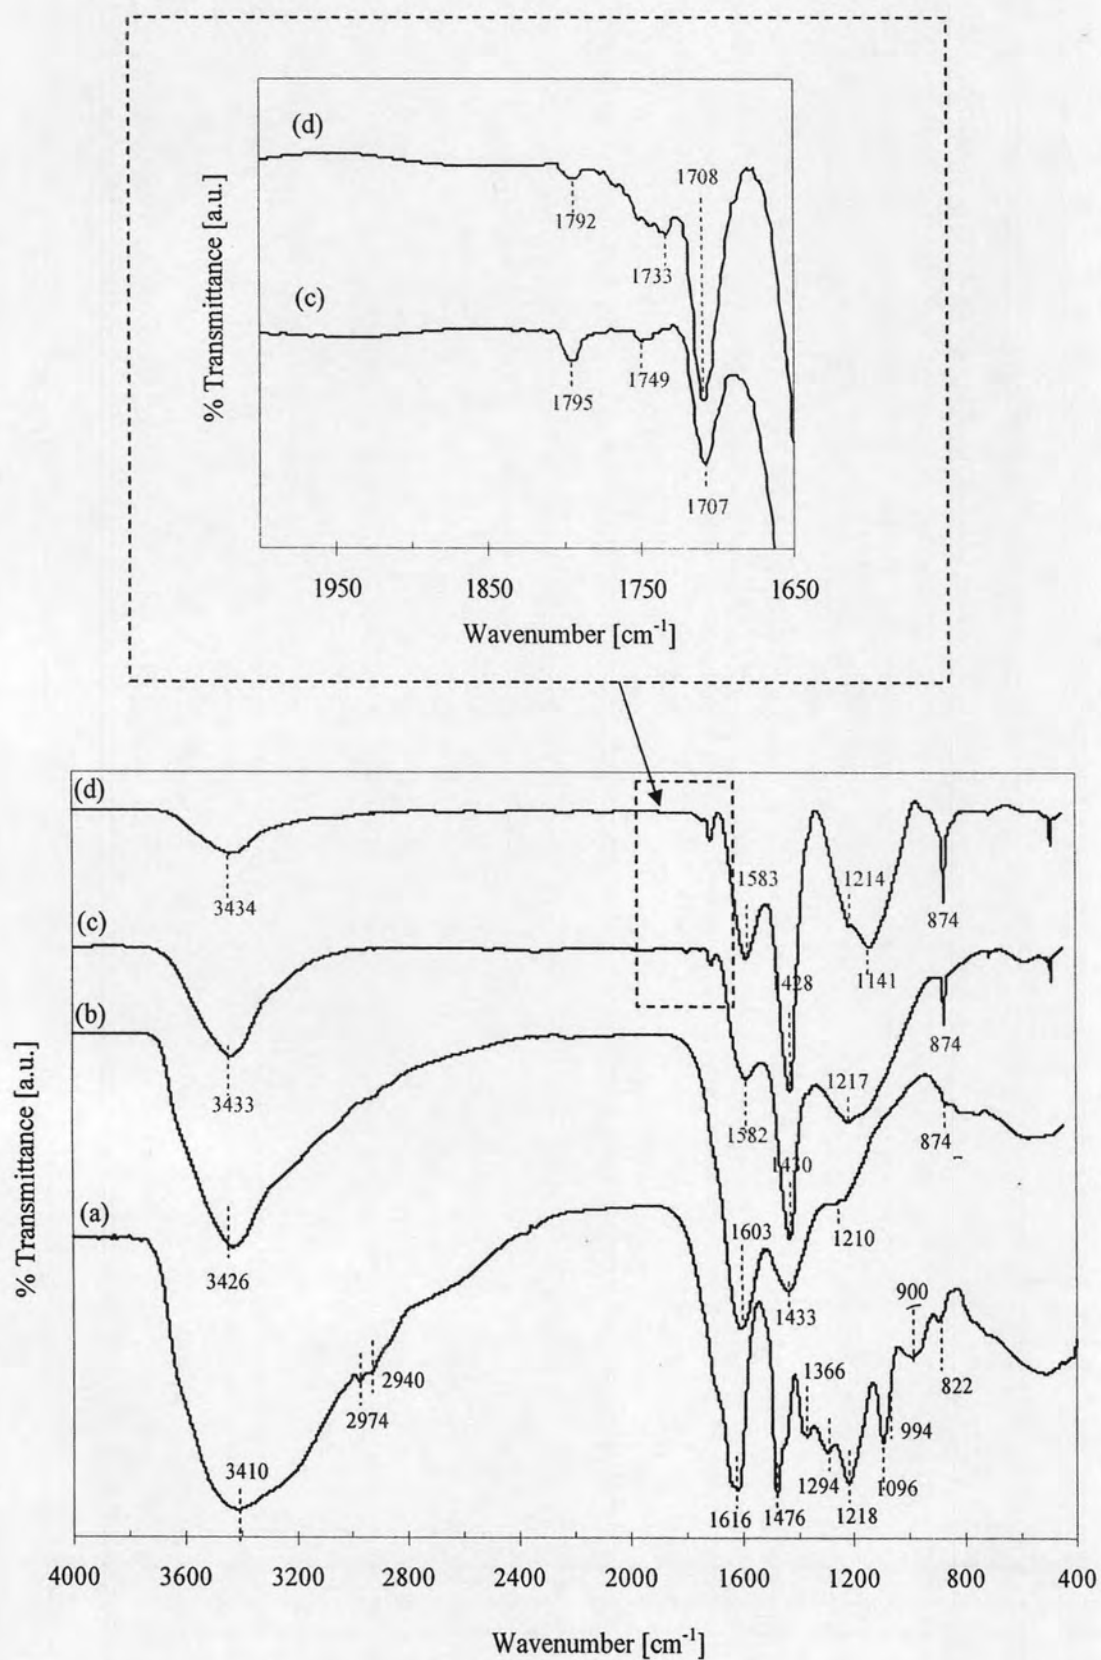 (d)
1708
1792
1733
(c)
1795
1749
1707
% Transmittance [a.u.]
1950 1850 1750 1650
Wavenumber [cm-1]
(d)
3434
1583
1428
1214
1141
874
(c)
3433
1582
1430
1217
874
(b)
3426
1603
1433
1210
874
(a)
3410
2974
2940
1616
1476
1366
1294
1218
1096
994
900
822
% Transmittance [a.u.]
4000 3600 3200 2800 2400 2000 1600 1200 800 400
Wavenumber [cm-1]